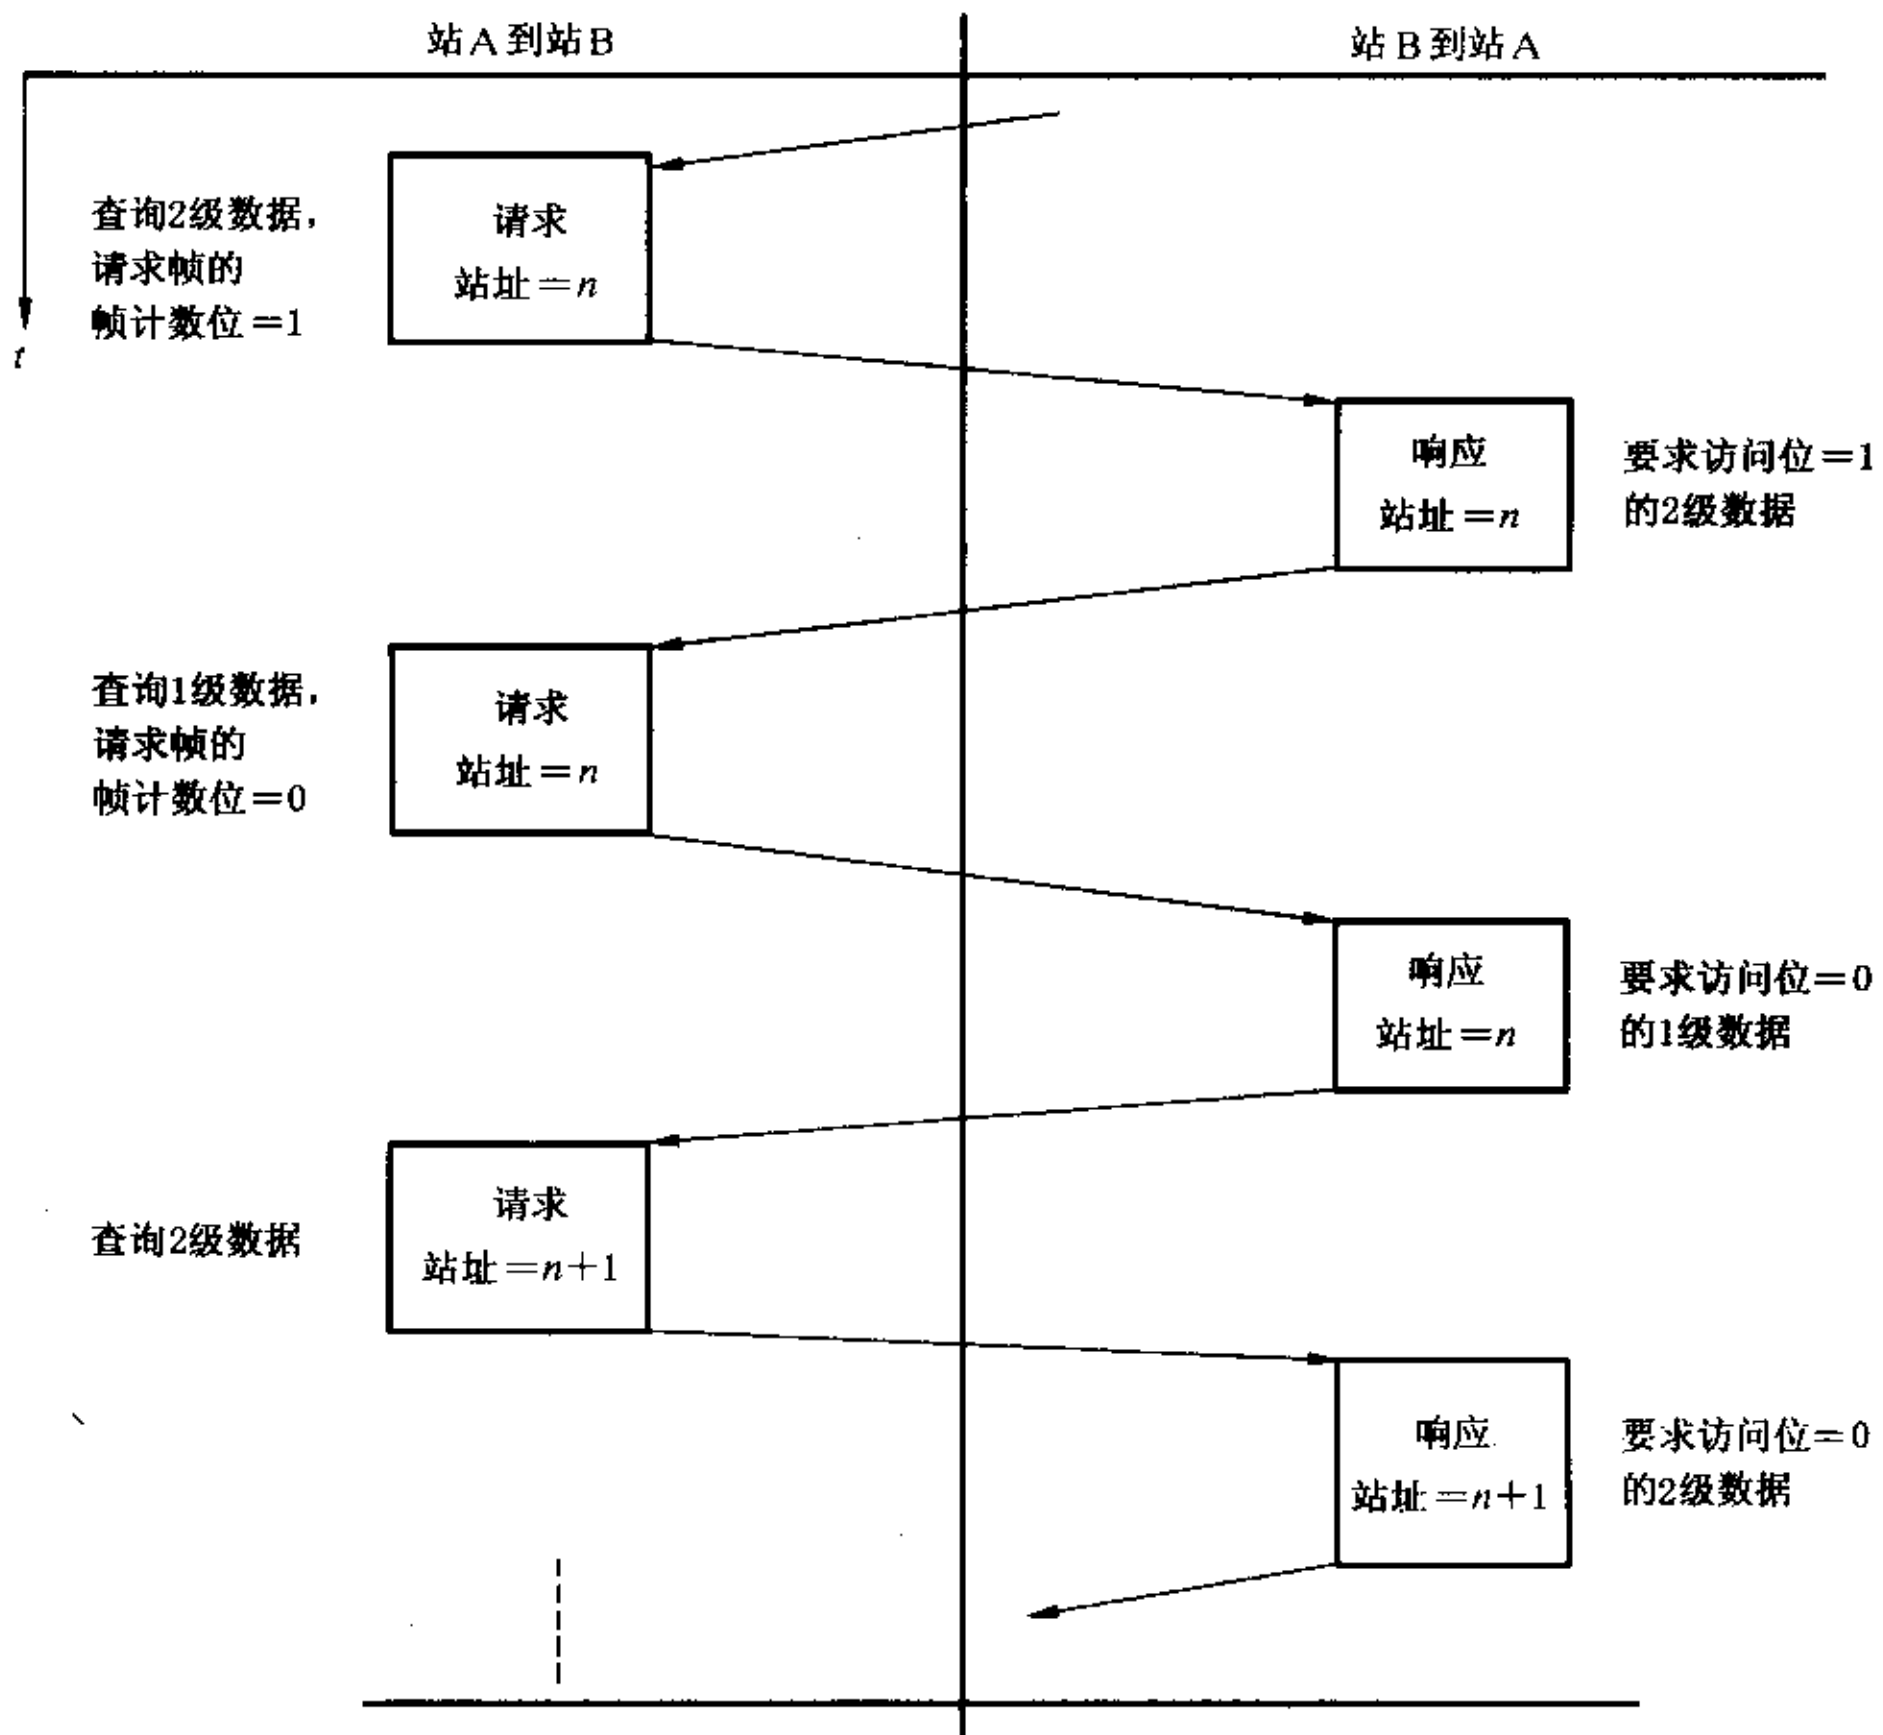 站A到站B
站B到站A
t
查询2级数据，
请求帧的
帧计数位=1
请求
站址=n
响应
站址=n
要求访问位=1
的2级数据
查询1级数据，
请求帧的
帧计数位=0
请求
站址=n
响应
站址=n
要求访问位=0
的1级数据
查询2级数据
请求
站址=n+1
响应
站址=n+1
要求访问位=0
的2级数据